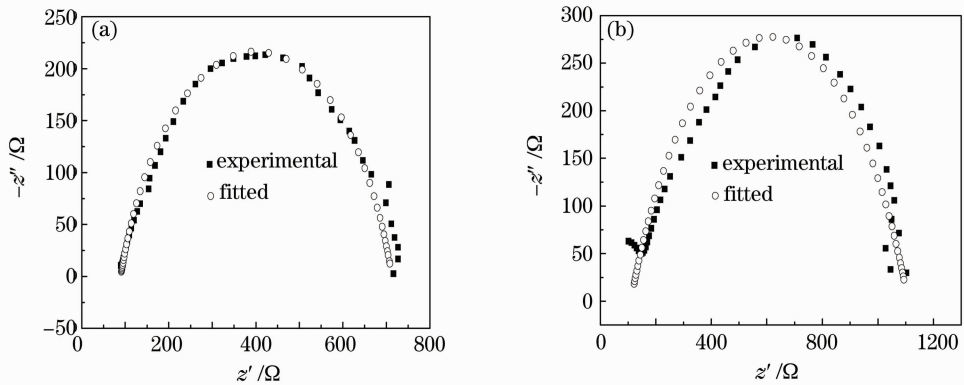 (a)
250
200
150
100
50
0
−50
−z″ /Ω
■ experimental
○ fitted
0 200 400 600 800
z′ /Ω
(b)
300
250
200
150
100
50
0
−z″ /Ω
■ experimental
○ fitted
0 400 800 1200
z′ /Ω